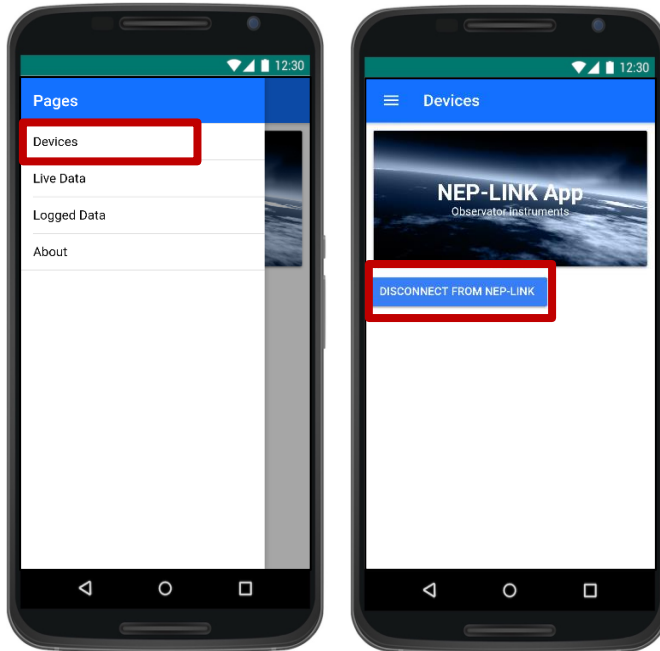 12:30
Pages
Devices
Live Data
Logged Data
About
12:30
Devices
NEP-LINK App
Observator Instruments
DISCONNECT FROM NEP-LINK